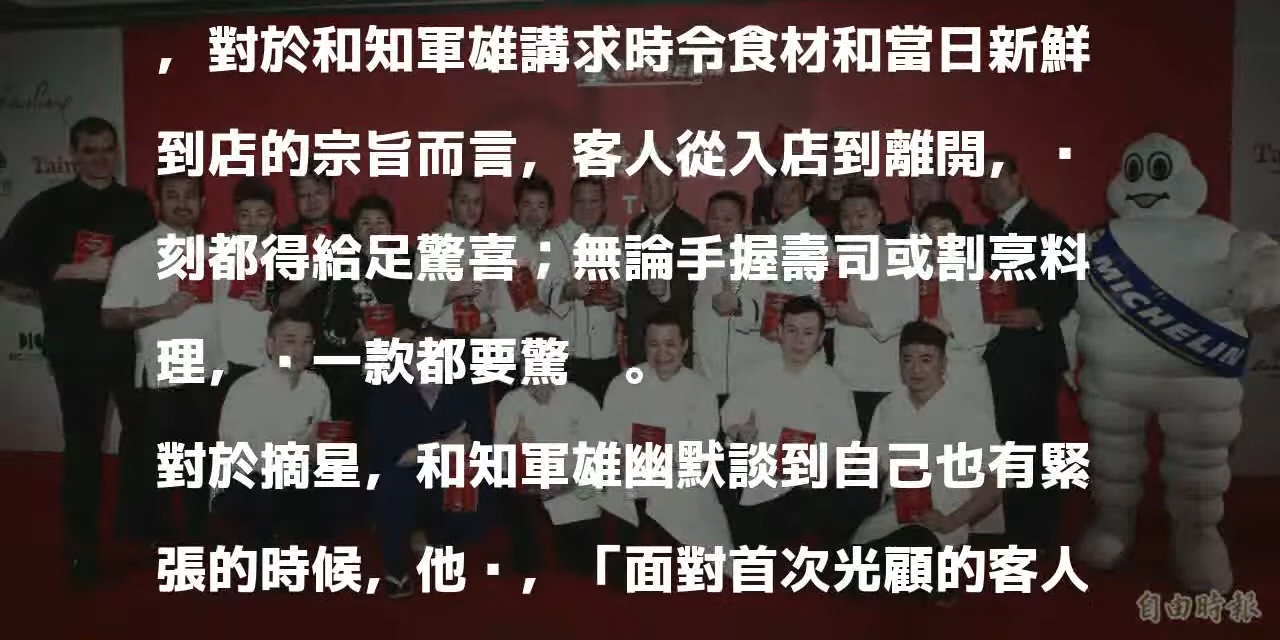 ，對於和知軍雄講求時令食材和當日新鮮
到店的宗旨而言，客人從入店到離開，·
刻都得給足驚喜；無論手握壽司或割烹料
理，·一款都要驚　。
對於摘星，和知軍雄幽默談到自己也有緊
張的時候，他·，「面對首次光顧的客人
MICHELIN
自由時報